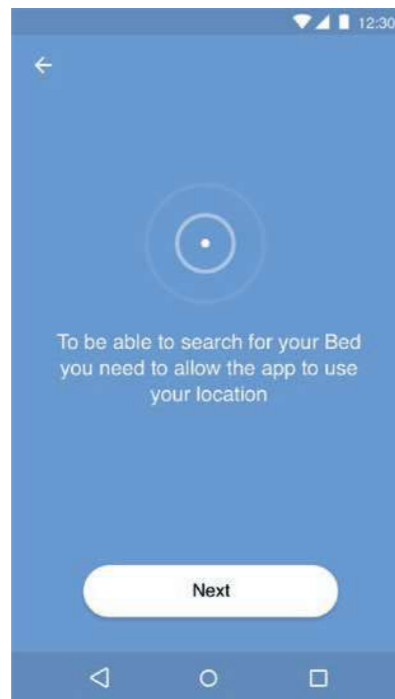 12:30
To be able to search for your Bed
you need to allow the app to use
your location
Next